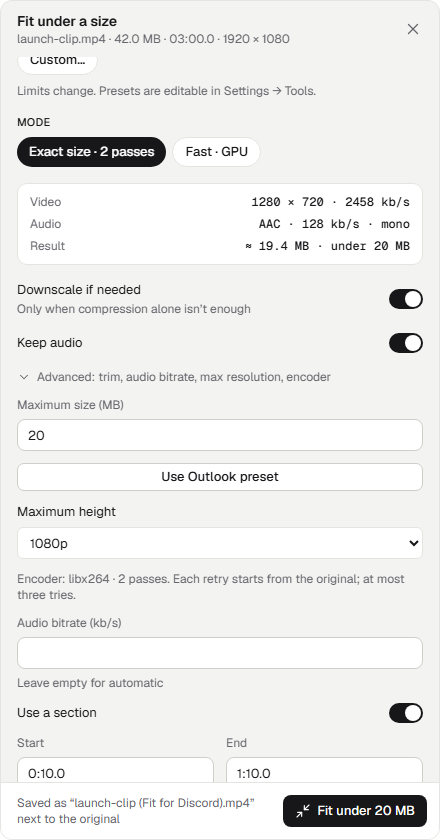 Fit under a size
launch-clip.mp4 · 42.0 MB · 03:00.0 · 1920 × 1080
Custom…
Limits change. Presets are editable in Settings → Tools.
MODE
Exact size · 2 passes
Fast · GPU
Video 1280 × 720 · 2458 kb/s
Audio AAC · 128 kb/s · mono
Result ≈ 19.4 MB · under 20 MB
Downscale if needed
Only when compression alone isn’t enough
Keep audio
Advanced: trim, audio bitrate, max resolution, encoder
Maximum size (MB)
20
Use Outlook preset
Maximum height
1080p
Encoder: libx264 · 2 passes. Each retry starts from the original; at most
three tries.
Audio bitrate (kb/s)
Leave empty for automatic
Use a section
Start End
0:10.0 1:10.0
Saved as “launch-clip (Fit for Discord).mp4”
next to the original
Fit under 20 MB